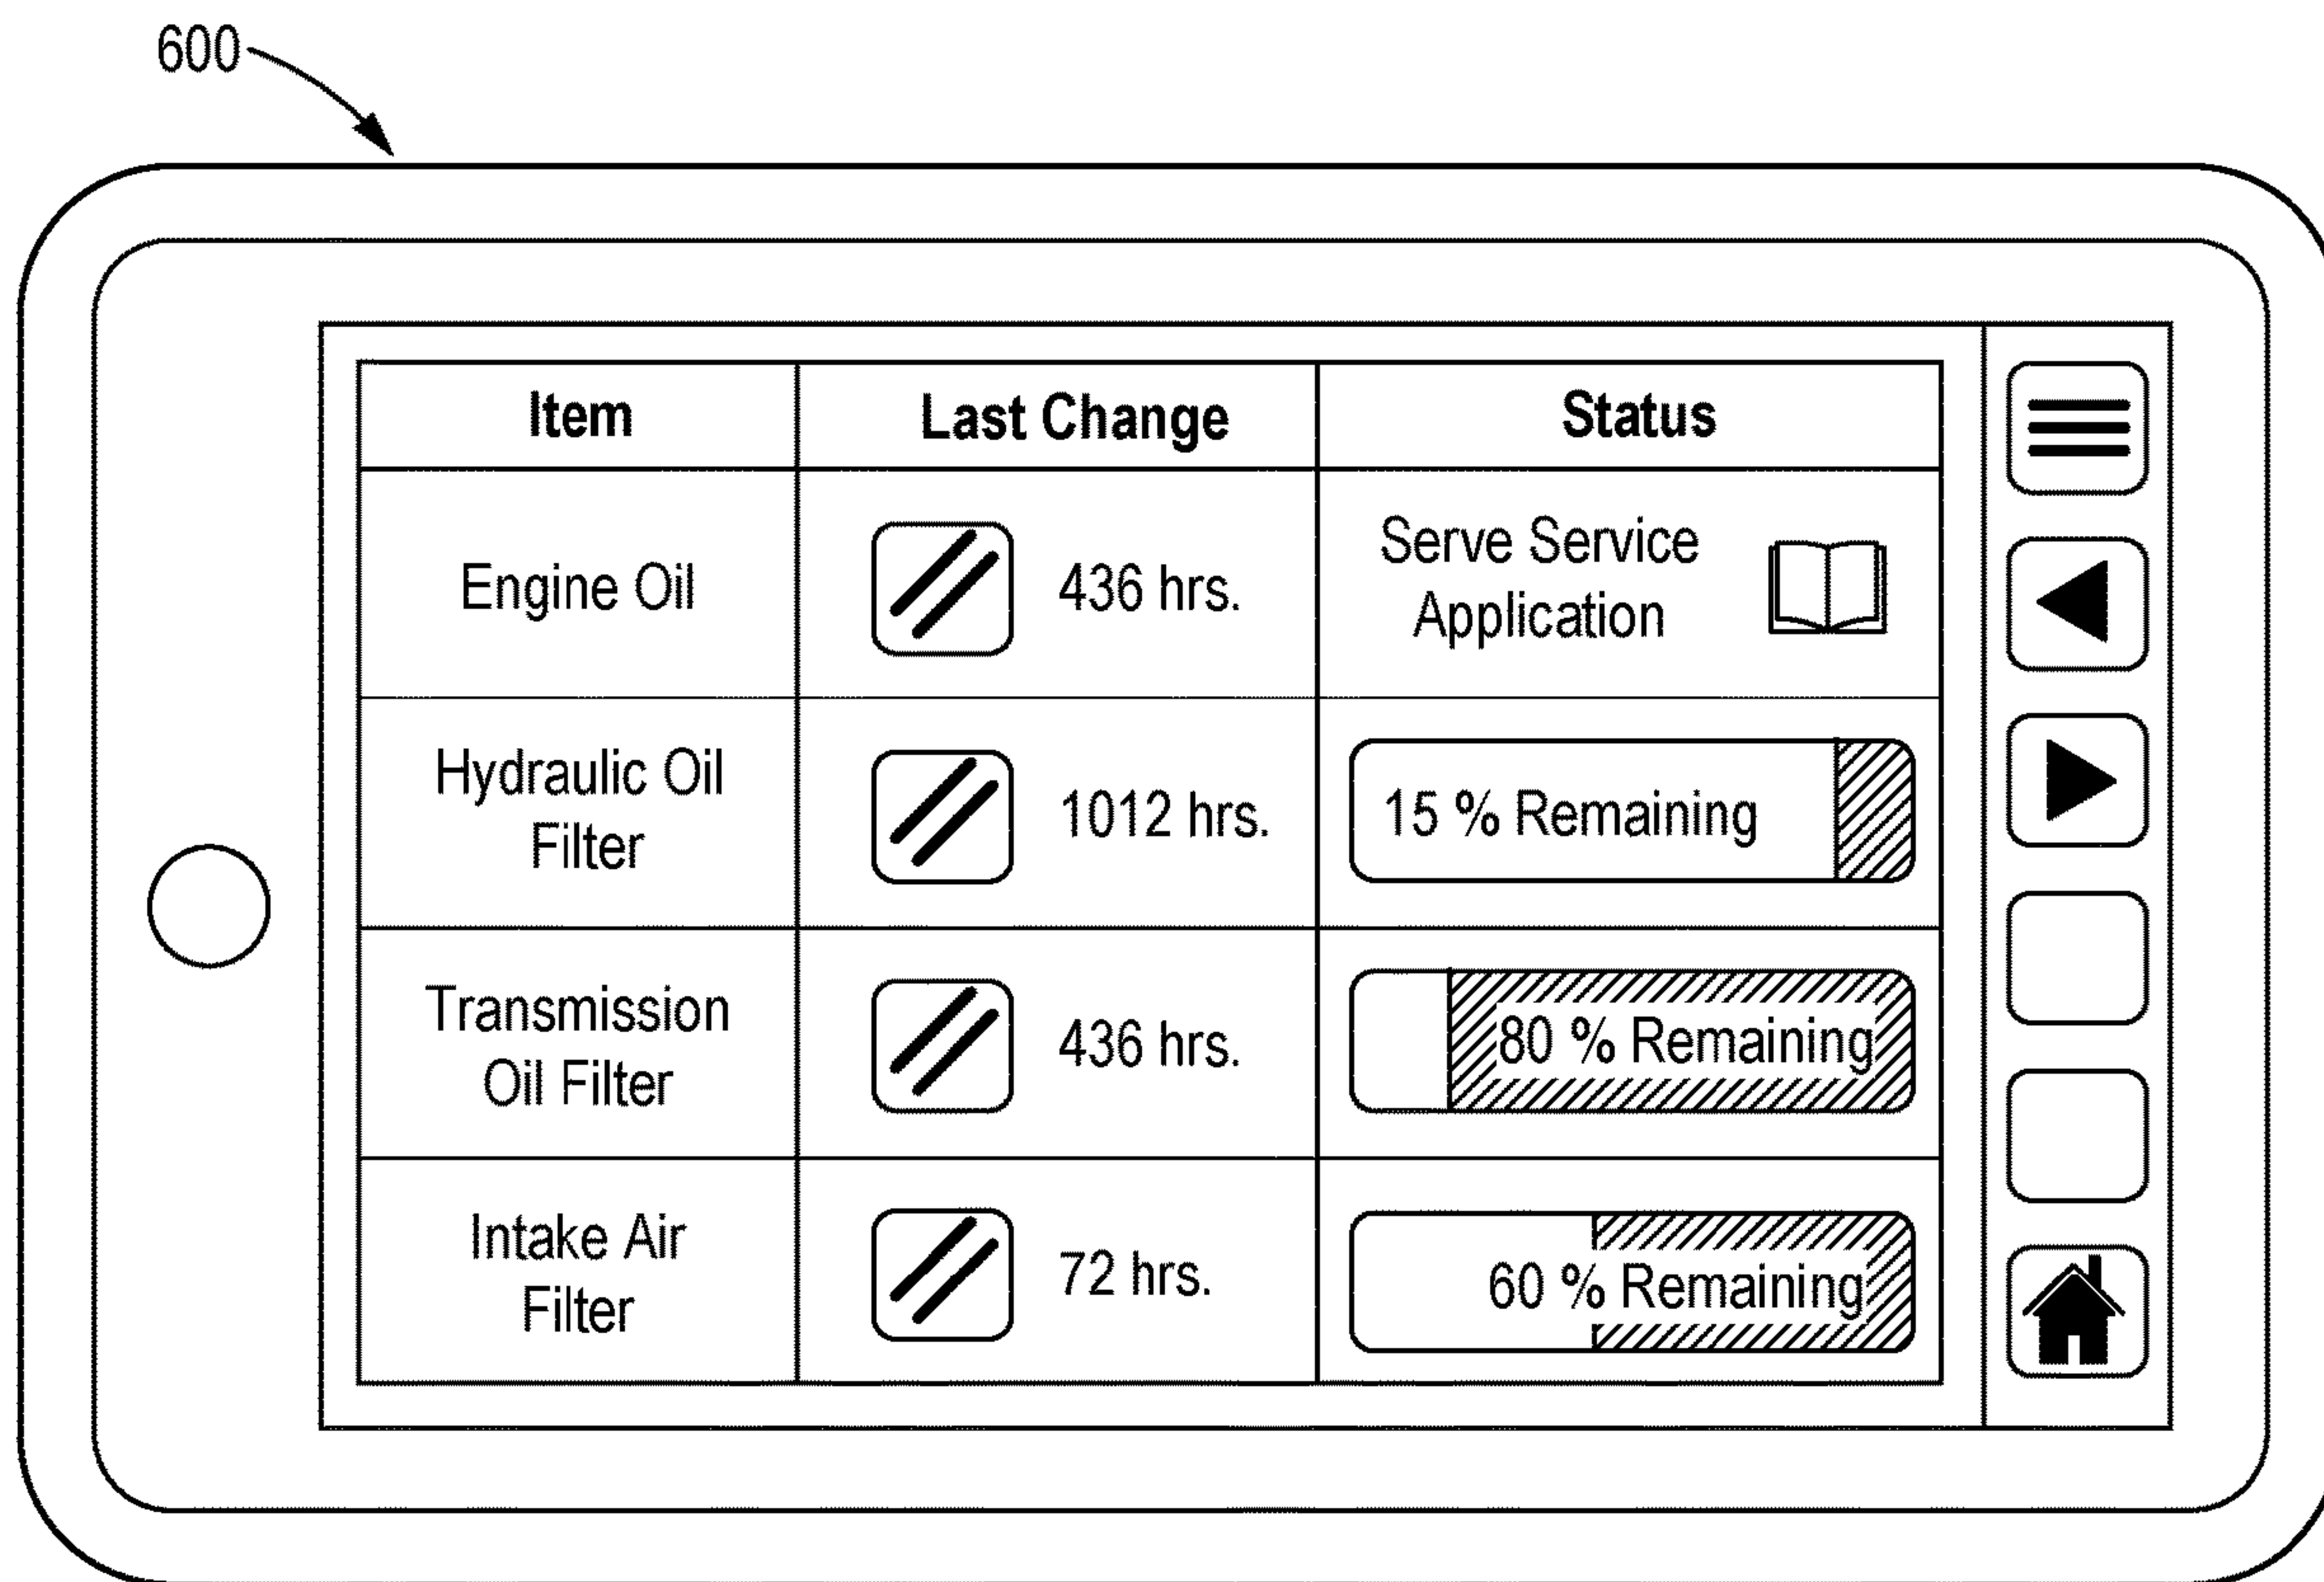 600
Item
Last Change
Status
Engine Oil
436 hrs.
Serve Service
Application
Hydraulic Oil
Filter
1012 hrs.
15 % Remaining
Transmission
Oil Filter
436 hrs.
80 % Remaining
Intake Air
Filter
72 hrs.
60 % Remaining